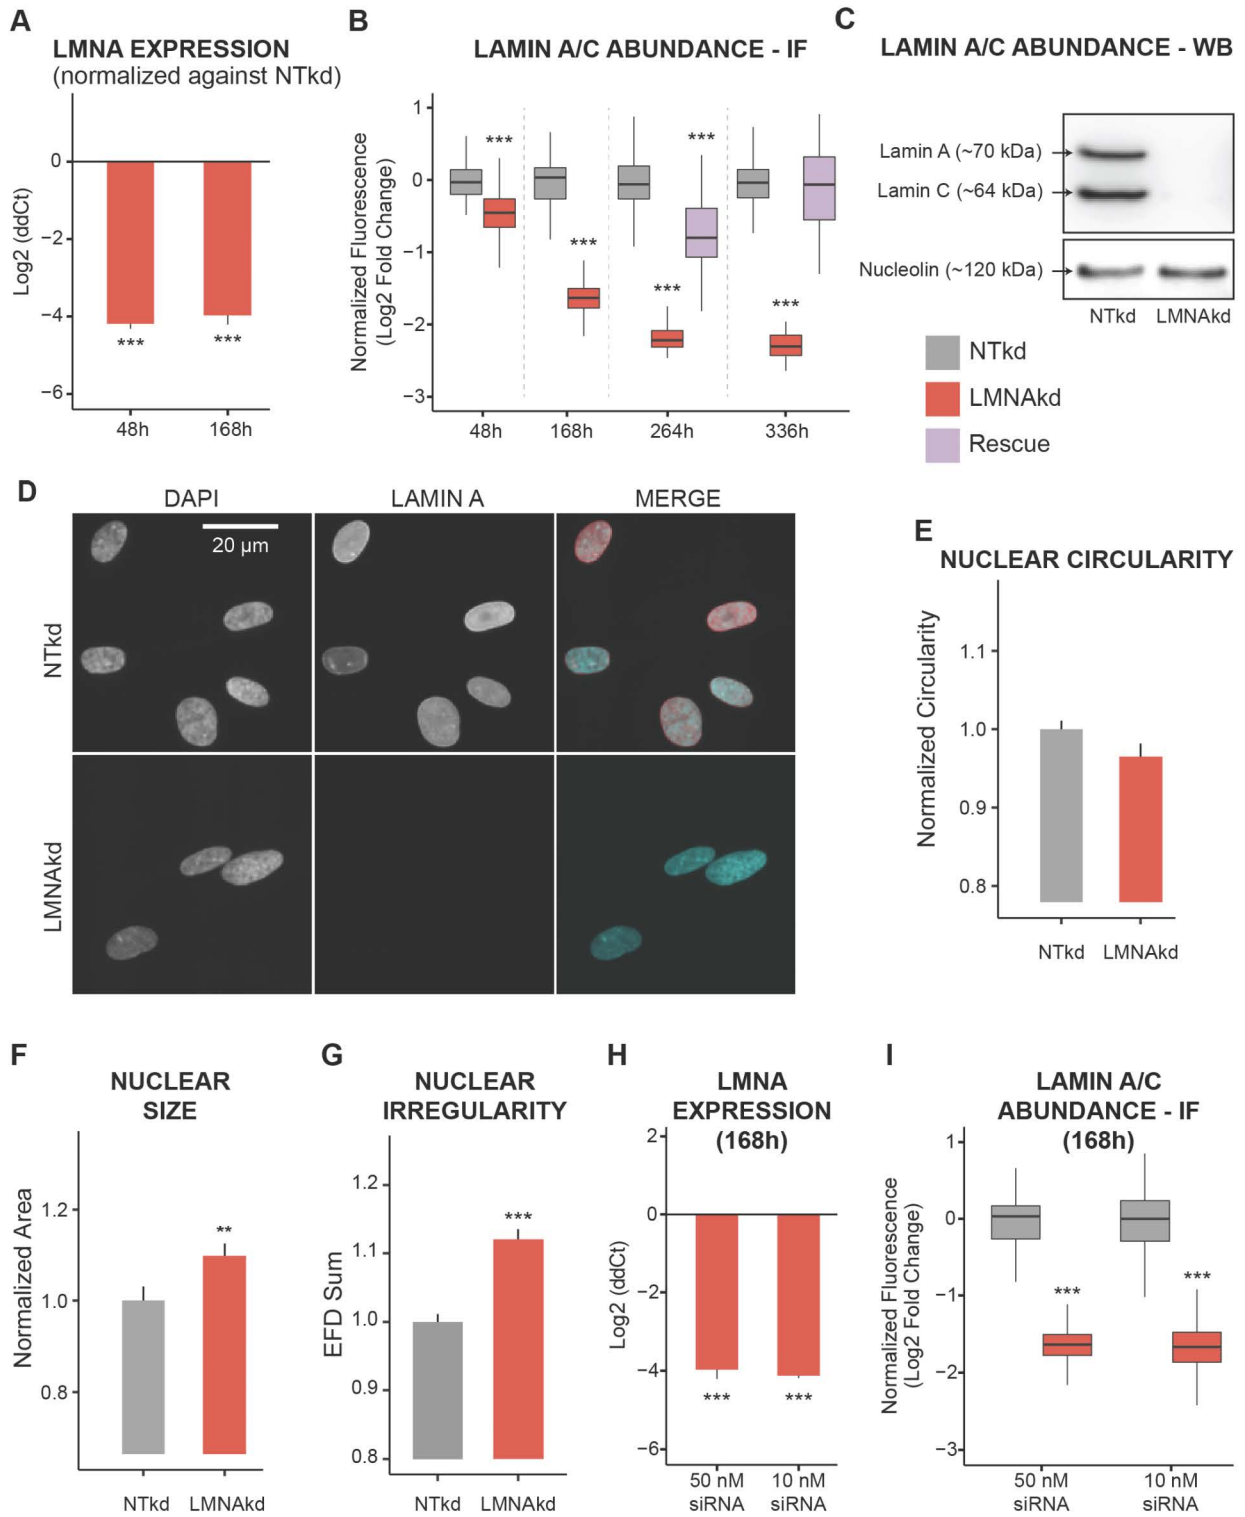 A
LMNA EXPRESSION
(normalized against NTkd)
Log2 (ddCt)
0
−2
−4
−6
***
***
48h
168h
B
LAMIN A/C ABUNDANCE - IF
Normalized Fluorescence
(Log2 Fold Change)
1
0
−1
−2
−3
***
***
***
***
***
48h
168h
264h
336h
C
LAMIN A/C ABUNDANCE - WB
Lamin A (~70 kDa)
Lamin C (~64 kDa)
Nucleolin (~120 kDa)
NTkd
LMNAkd
NTkd
LMNAkd
Rescue
D
DAPI
LAMIN A
MERGE
20 µm
NTkd
LMNAkd
E
NUCLEAR CIRCULARITY
Normalized Circularity
1.1
1.0
0.9
0.8
NTkd
LMNAkd
F
NUCLEAR
SIZE
Normalized Area
1.2
1.0
0.8
**
NTkd
LMNAkd
G
NUCLEAR
IRREGULARITY
EFD Sum
1.2
1.1
1.0
0.9
0.8
***
NTkd
LMNAkd
H
LMNA
EXPRESSION
(168h)
Log2 (ddCt)
2
0
−2
−4
−6
***
***
50 nM
siRNA
10 nM
siRNA
I
LAMIN A/C
ABUNDANCE - IF
(168h)
Normalized Fluorescence
(Log2 Fold Change)
1
0
−1
−2
−3
***
***
50 nM
siRNA
10 nM
siRNA